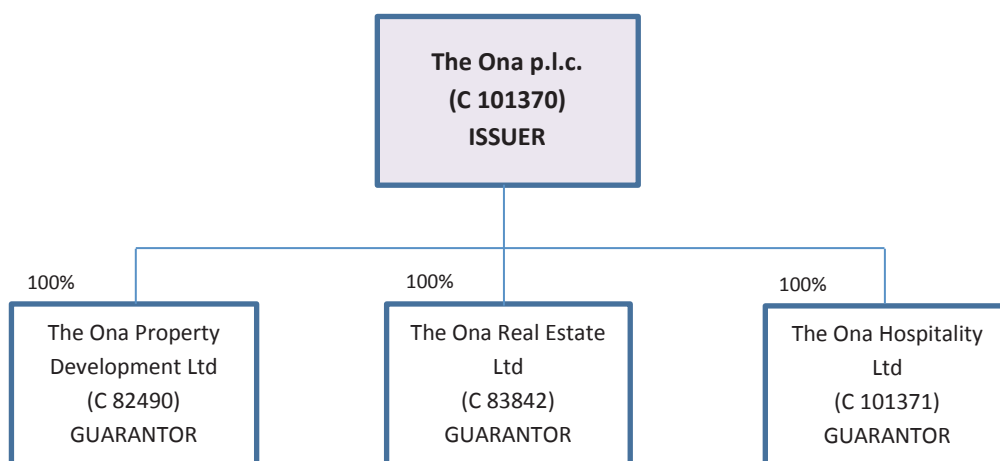 The Ona p.l.c.
(C 101370)
ISSUER
100%
100%
100%
The Ona Property
Development Ltd
(C 82490)
GUARANTOR
The Ona Real Estate
Ltd
(C 83842)
GUARANTOR
The Ona Hospitality
Ltd
(C 101371)
GUARANTOR